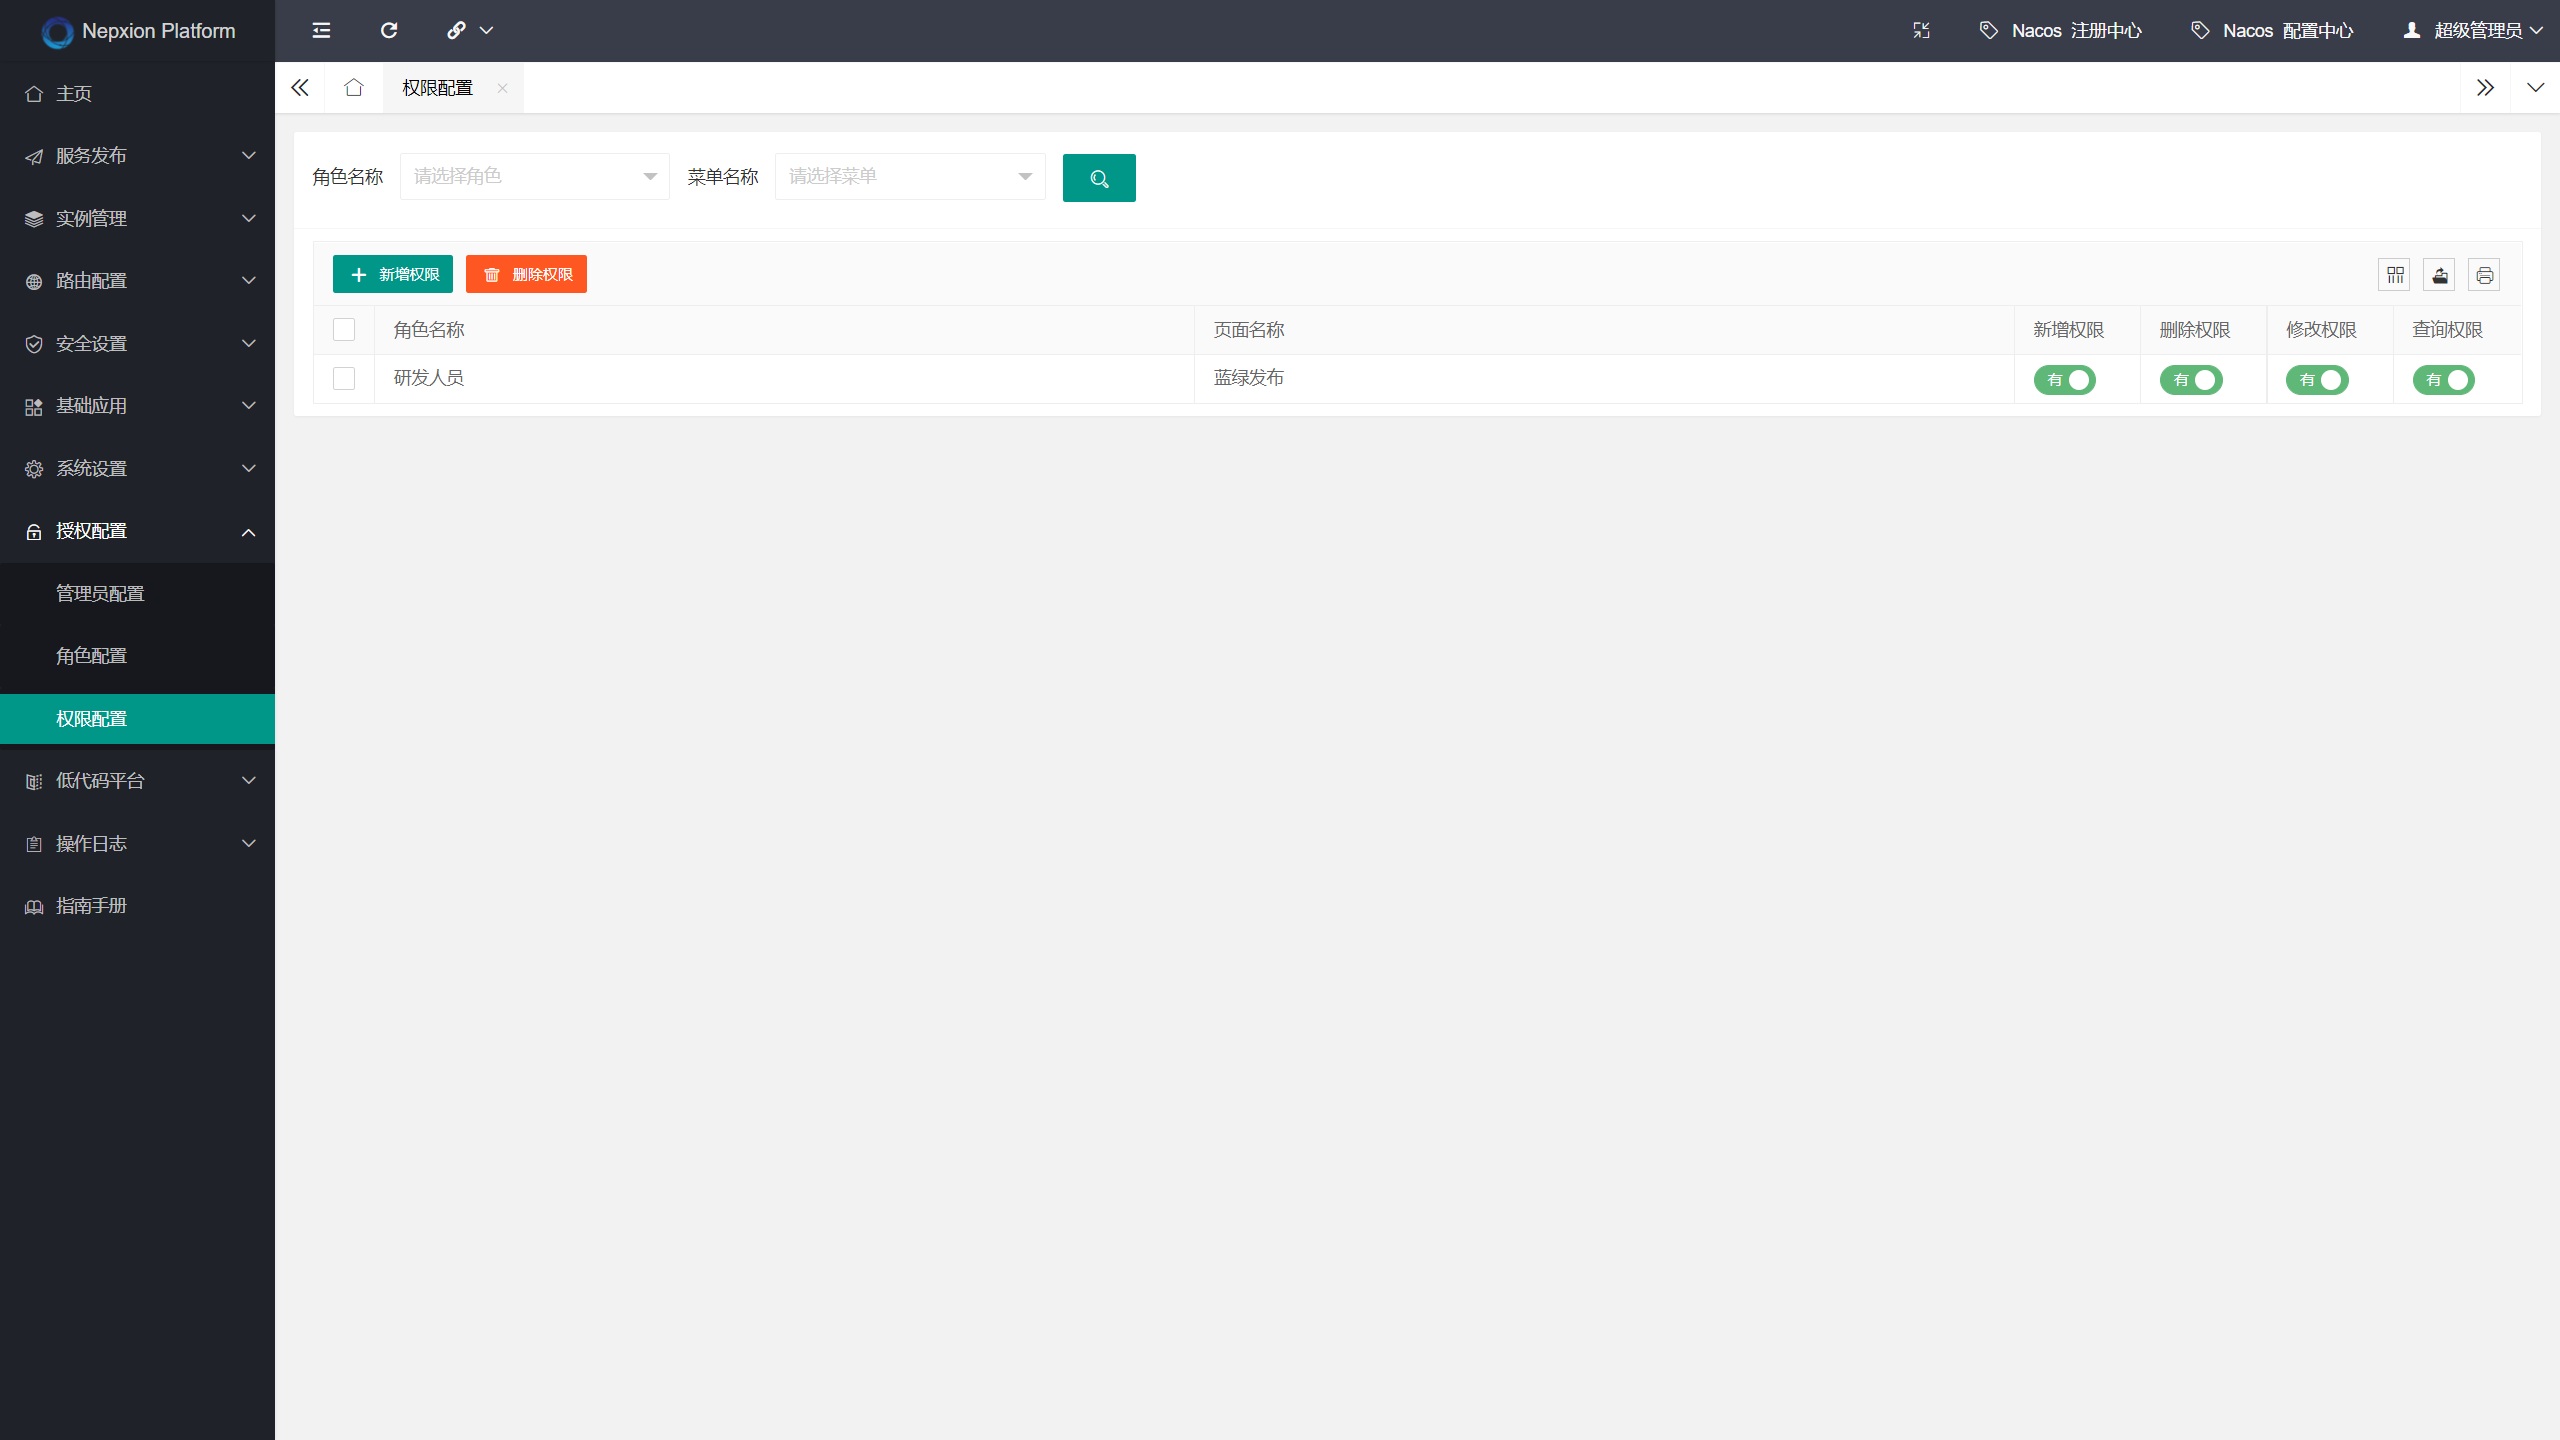 Nepxion Platform
Nacos 注册中心
Nacos 配置中心
超级管理员
主页
服务发布
实例管理
路由配置
安全设置
基础应用
系统设置
授权配置
管理员配置
角色配置
权限配置
低代码平台
操作日志
指南手册
权限配置
角色名称 请选择角色 菜单名称 请选择菜单
新增权限 删除权限
角色名称 页面名称 新增权限 删除权限 修改权限 查询权限
研发人员 蓝绿发布 有 有 有 有